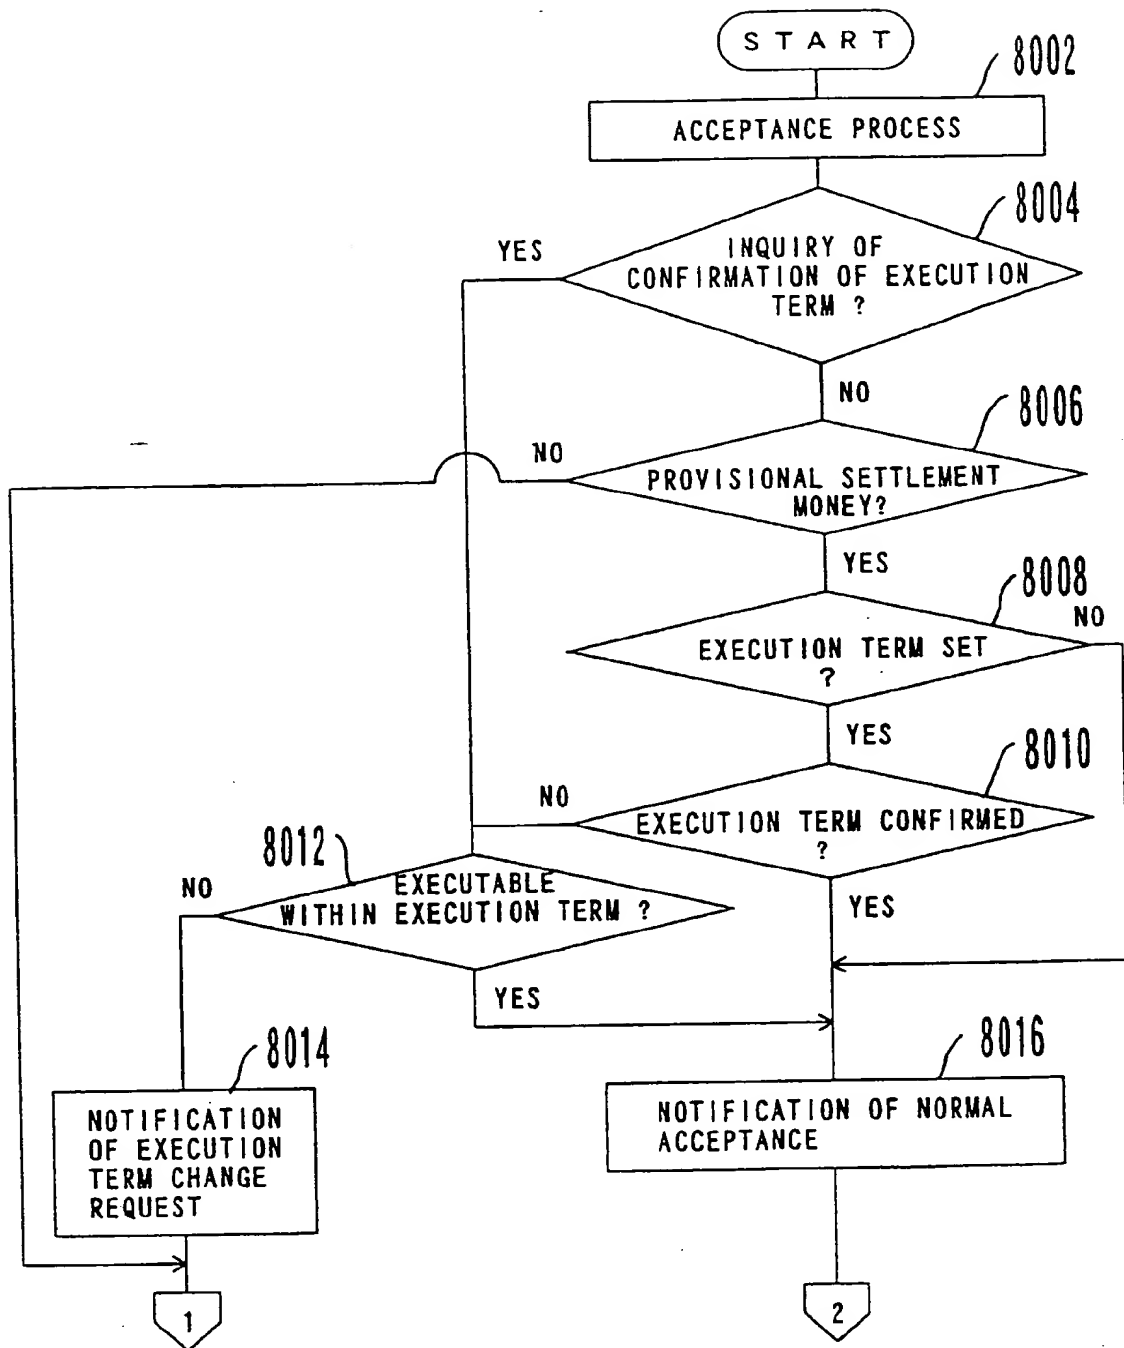 START
8002
ACCEPTANCE PROCESS
8004
YES
INQUIRY OF
CONFIRMATION OF EXECUTION
TERM ?
NO
8006
NO
PROVISIONAL SETTLEMENT
MONEY?
YES
8008
NO
EXECUTION TERM SET
?
YES
8010
NO
EXECUTION TERM CONFIRMED
?
8012
NO
EXECUTABLE
WITHIN EXECUTION TERM ?
YES
YES
8014
8016
NOTIFICATION
OF EXECUTION
TERM CHANGE
REQUEST
NOTIFICATION OF NORMAL
ACCEPTANCE
1
2